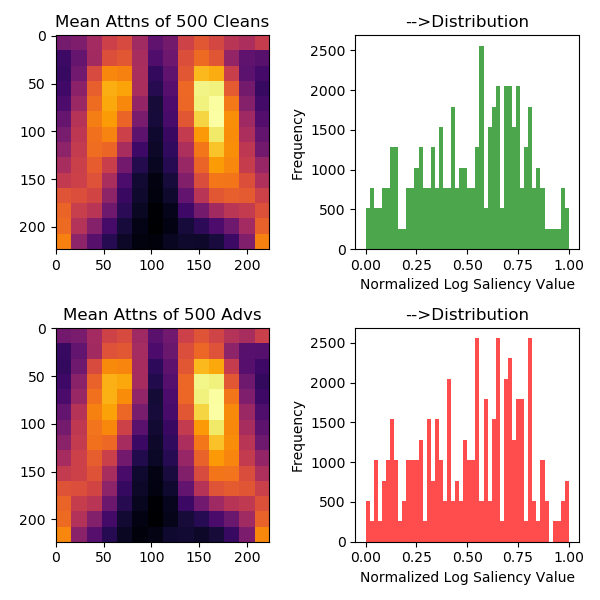 Mean Attns of 500 Cleans
-->Distribution
0
50
100
150
200
0 50 100 150 200
Frequency
2500
2000
1500
1000
500
0
0.00 0.25 0.50 0.75 1.00
Normalized Log Saliency Value
Mean Attns of 500 Advs
-->Distribution
0
50
100
150
200
0 50 100 150 200
Frequency
2500
2000
1500
1000
500
0
0.00 0.25 0.50 0.75 1.00
Normalized Log Saliency Value